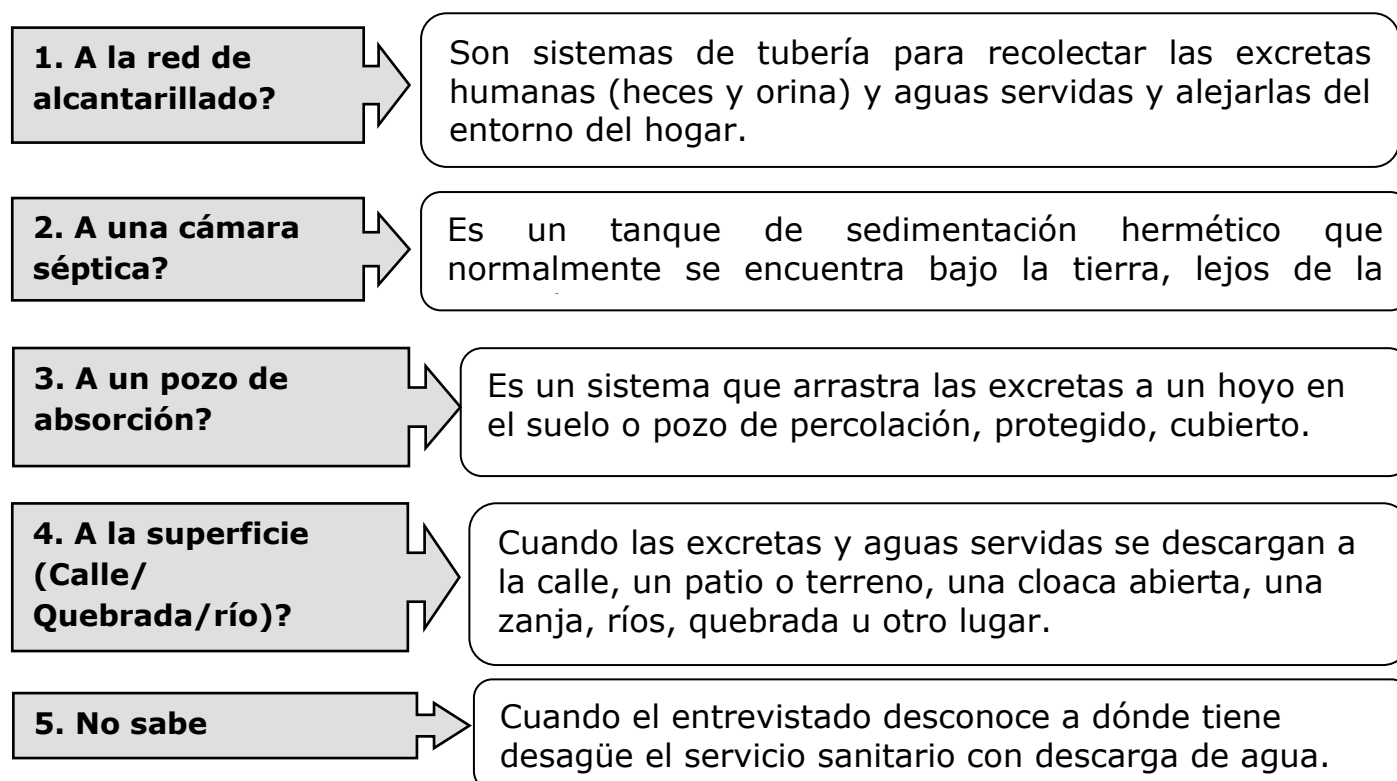 1. A la red de
alcantarillado?
Son sistemas de tubería para recolectar las excretas
humanas (heces y orina) y aguas servidas y alejarlas del
entorno del hogar.
2. A una cámara
séptica?
Es un tanque de sedimentación hermético que
normalmente se encuentra bajo la tierra, lejos de la
3. A un pozo de
absorción?
Es un sistema que arrastra las excretas a un hoyo en
el suelo o pozo de percolación, protegido, cubierto.
4. A la superficie
(Calle/
Quebrada/río)?
Cuando las excretas y aguas servidas se descargan a
la calle, un patio o terreno, una cloaca abierta, una
zanja, ríos, quebrada u otro lugar.
5. No sabe
Cuando el entrevistado desconoce a dónde tiene
desagüe el servicio sanitario con descarga de agua.